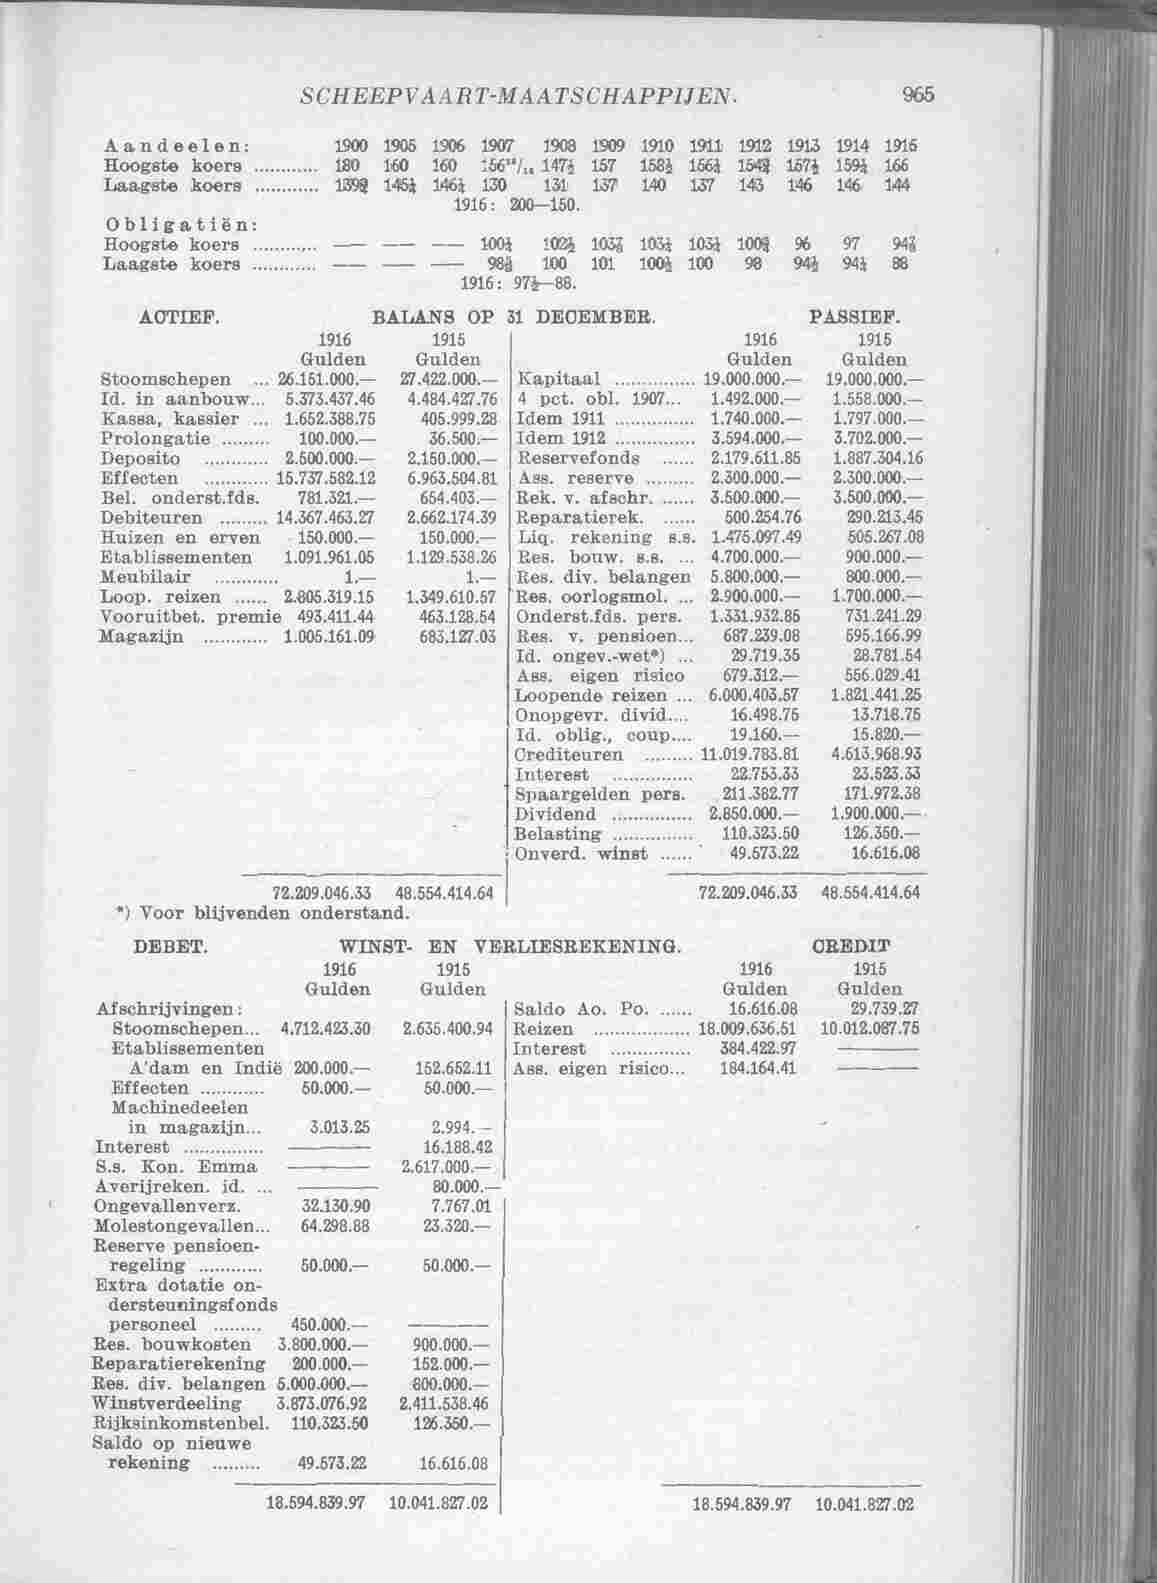 SCHEEPVAART-MAATSCHAPPIJEN. 965
Aandeelen: 1900 1905 1906 1907 1908 1909 1910 1911 1912 1913 1914 1915
Hoogste koers ............ 180 160 160 156¹⁵/₁₆ 147½ 157 158½ 156¼ 154¾ 157½ 159¼ 166
Laagste koers ............ 139¾ 145¼ 146¼ 130 131 137 140 137 143 146 146 144
1916: 200—150.
Obligatiën:
Hoogste koers ............ — — — 100¼ 102½ 103⅞ 103¼ 103¼ 100¾ 96 97 94⅞
Laagste koers ............ — — — 98⅜ 100 101 100½ 100 98 94½ 94¼ 88
1916: 97½—88.
ACTIEF. BALANS OP 31 DECEMBER. PASSIEF.
1916 1915 1916 1915
Gulden Gulden Gulden Gulden
Stoomschepen ... 26.151.000.— 27.422.000.— Kapitaal ............... 19.000.000.— 19.000.000.—
Id. in aanbouw... 5.373.437.46 4.484.427.76 4 pct. obl. 1907... 1.492.000.— 1.558.000.—
Kassa, kassier ... 1.652.388.75 405.999.28 Idem 1911 ............... 1.740.000.— 1.797.000.—
Prolongatie ......... 100.000.— 36.500.— Idem 1912 ............... 3.594.000.— 3.702.000.—
Deposito ............ 2.500.000.— 2.150.000.— Reservefonds ...... 2.179.611.85 1.887.304.16
Effecten ............ 15.737.582.12 6.963.504.81 Ass. reserve ......... 2.300.000.— 2.300.000.—
Bel. onderst.fds. 781.321.— 654.403.— Rek. v. afschr. ...... 3.500.000.— 3.500.000.—
Debiteuren ......... 14.367.463.27 2.662.174.39 Reparatierek. ...... 500.254.76 290.213.45
Huizen en erven 150.000.— 150.000.— Liq. rekening s.s. 1.475.097.49 505.267.08
Etablissementen 1.091.961.05 1.129.538.26 Res. bouw. s.s. ... 4.700.000.— 900.000.—
Meubilair ............ 1.— 1.— Res. div. belangen 5.800.000.— 800.000.—
Loop. reizen ...... 2.805.319.15 1.349.610.57 Res. oorlogsmol. ... 2.900.000.— 1.700.000.—
Vooruitbet. premie 493.411.44 463.128.54 Onderst.fds. pers. 1.331.932.85 731.241.29
Magazijn ............ 1.005.161.09 683.127.03 Res. v. pensioen... 687.239.08 595.166.99
Id. ongev.-wet*) ... 29.719.35 28.781.54
Ass. eigen risico 679.312.— 556.029.41
Loopende reizen ... 6.000.403.57 1.821.441.25
Onopgevr. divid.... 16.498.75 13.718.75
Id. oblig., coup.... 19.160.— 15.820.—
Crediteuren ......... 11.019.783.81 4.613.968.93
Interest ............... 22.753.33 23.523.33
Spaargelden pers. 211.382.77 171.972.38
Dividend ............... 2.850.000.— 1.900.000.—
Belasting ............... 110.323.50 126.350.—
Onverd. winst ...... 49.573.22 16.616.08
72.209.046.33 48.554.414.64 72.209.046.33 48.554.414.64
*) Voor blijvenden onderstand.
DEBET. WINST- EN VERLIESREKENING. CREDIT
1916 1915 1916 1915
Gulden Gulden Gulden Gulden
Afschrijvingen: Saldo Ao. Po. ...... 16.616.08 29.739.27
Stoomschepen... 4.712.423.30 2.635.400.94 Reizen .................. 18.009.636.51 10.012.087.75
Etablissementen Interest ............... 384.422.97 ———
A'dam en Indië 200.000.— 152.652.11 Ass. eigen risico... 184.164.41 ———
Effecten ............ 50.000.— 50.000.—
Machinedeelen
in magazijn... 3.013.25 2.994.—
Interest ............... ——— 16.188.42
S.s. Kon. Emma ——— 2.617.000.—
Averijreken. id. ... ——— 80.000.—
Ongevallenverz. 32.130.90 7.767.01
Molestongevallen... 64.298.88 23.320.—
Reserve pensioen-
regeling ............ 50.000.— 50.000.—
Extra dotatie on-
dersteuningsfonds
personeel ......... 450.000.— ———
Res. bouwkosten 3.800.000.— 900.000.—
Reparatierekening 200.000.— 152.000.—
Res. div. belangen 5.000.000.— 800.000.—
Winstverdeeling 3.873.076.92 2.411.538.46
Rijksinkomstenbel. 110.323.50 126.350.—
Saldo op nieuwe
rekening ......... 49.573.22 16.616.08
18.594.839.97 10.041.827.02 18.594.839.97 10.041.827.02